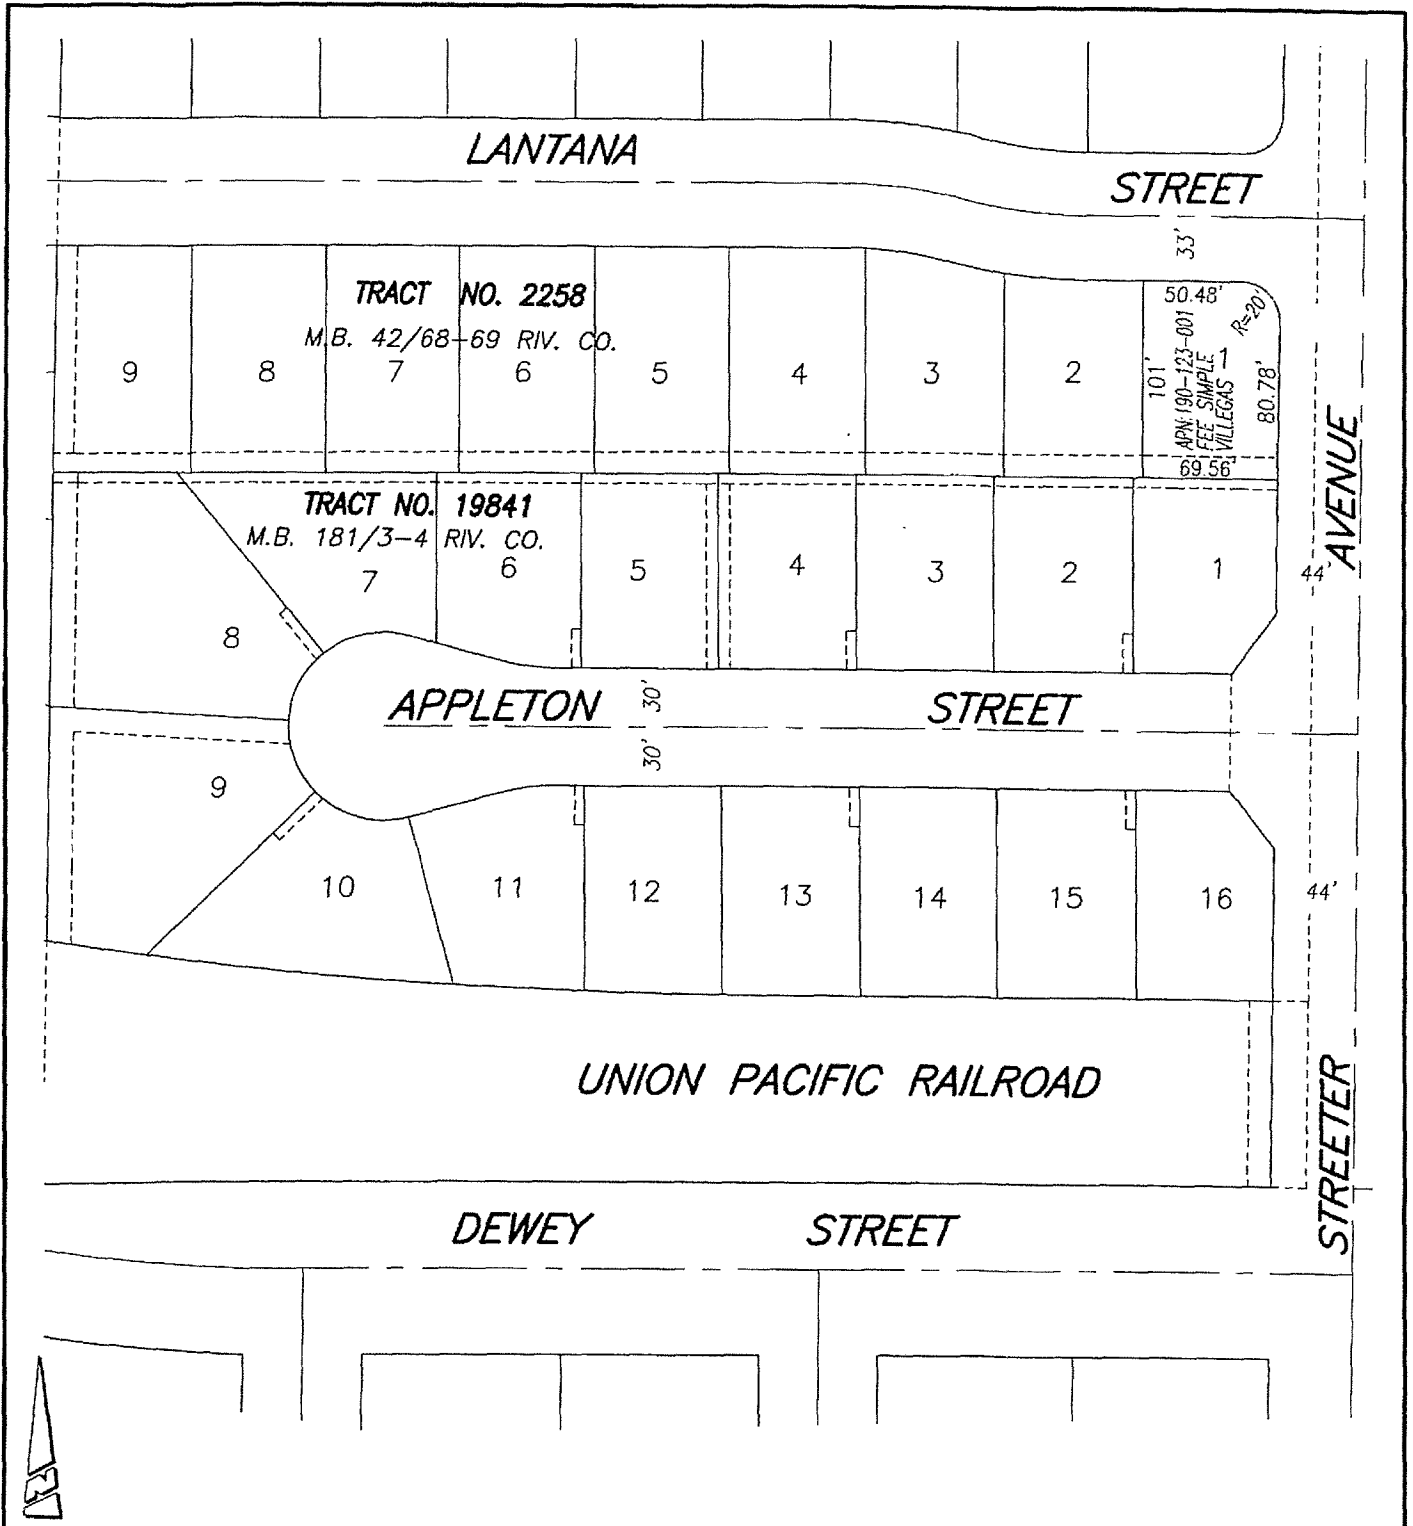 LANTANA STREET
33'
TRACT NO. 2258
M.B. 42/68-69 RIV. CO.
50.48'
R=20'
9 8 7 6 5 4 3 2 1
101'
APN: 190-123-001
FEE SIMPLE
VILLEGAS
80.78'
69.56'
AVENUE
TRACT NO. 19841
M.B. 181/3-4 RIV. CO.
8 7 6 5 4 3 2 1
44'
APPLETON STREET
30'
30'
9 10 11 12 13 14 15 16
44'
UNION PACIFIC RAILROAD
STREETER
DEWEY STREET
N